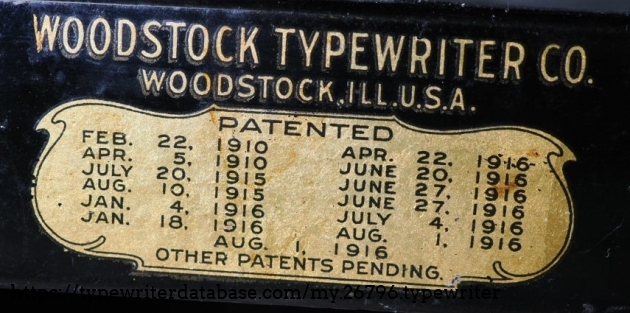 WOODSTOCK TYPEWRITER CO.
WOODSTOCK, ILL. U.S.A.
PATENTED
FEB. 22, 1910
APR. 5, 1910
JULY 20, 1915
AUG. 10, 1915
JAN. 4, 1916
JAN. 18, 1916
APR. 22, 1916
JUNE 20, 1916
JUNE 27, 1916
JUNE 27, 1916
JULY 4, 1916
AUG. 1, 1916
AUG. 1, 1916
OTHER PATENTS PENDING.
https://typewriterdatabase.com/my.26796.typewriter